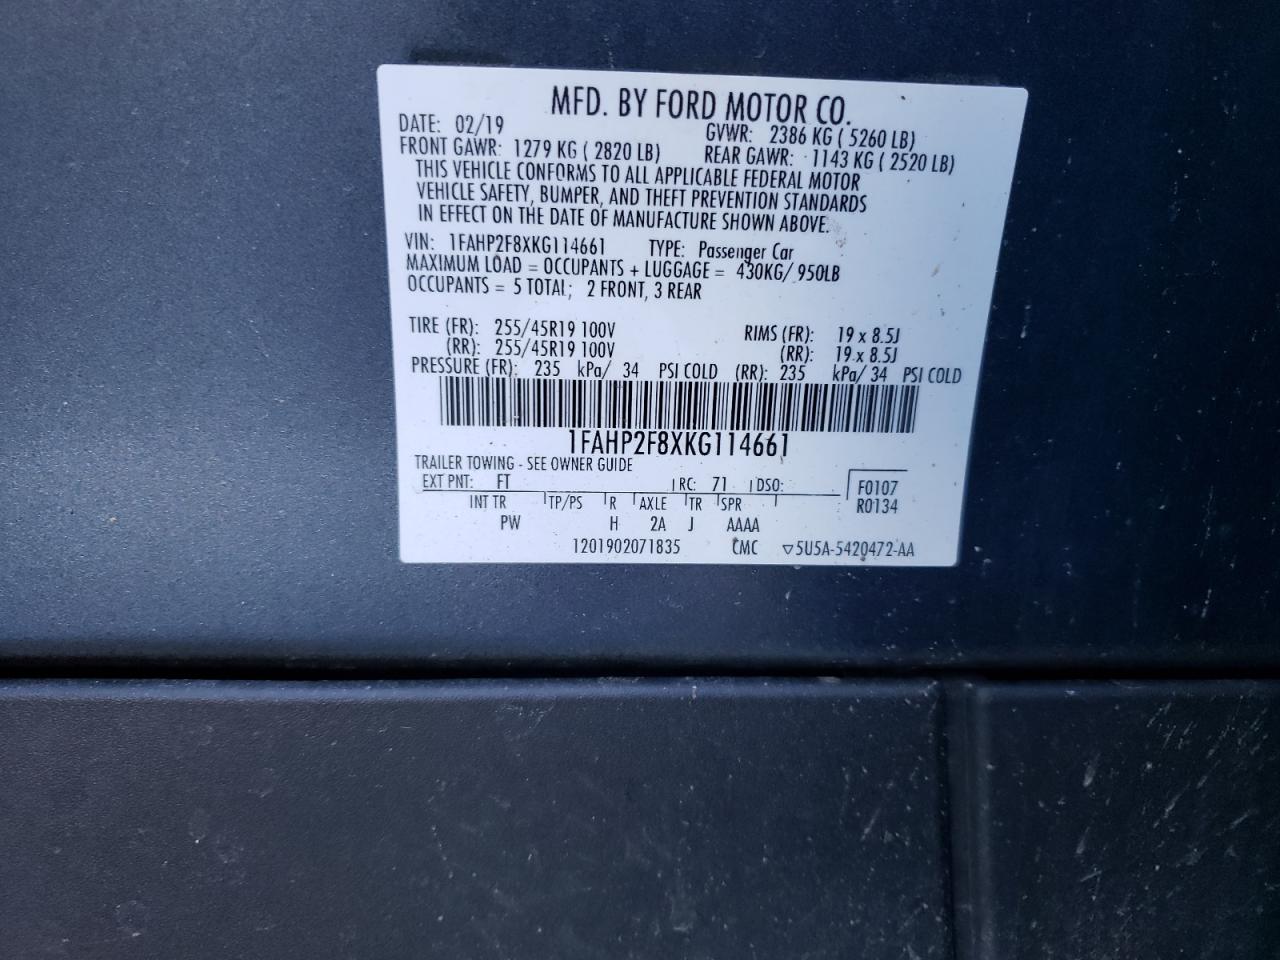 MFD. BY FORD MOTOR CO.
DATE: 02/19 GVWR: 2386 KG ( 5260 LB)
FRONT GAWR: 1279 KG ( 2820 LB) REAR GAWR: 1143 KG ( 2520 LB)
THIS VEHICLE CONFORMS TO ALL APPLICABLE FEDERAL MOTOR
VEHICLE SAFETY, BUMPER, AND THEFT PREVENTION STANDARDS
IN EFFECT ON THE DATE OF MANUFACTURE SHOWN ABOVE.
VIN: 1FAHP2F8XKG114661 TYPE: Passenger Car
MAXIMUM LOAD = OCCUPANTS + LUGGAGE = 430KG/ 950LB
OCCUPANTS = 5 TOTAL; 2 FRONT, 3 REAR
TIRE (FR): 255/45R19 100V RIMS (FR): 19 x 8.5J
(RR): 255/45R19 100V (RR): 19 x 8.5J
PRESSURE (FR): 235 kPa/ 34 PSI COLD (RR): 235 kPa/ 34 PSI COLD
1FAHP2F8XKG114661
TRAILER TOWING - SEE OWNER GUIDE
EXT PNT: FT RC: 71 DSO: F0107
INT TR TP/PS R AXLE TR SPR R0134
PW H 2A J AAAA
1201902071835 CMC ▽5U5A-5420472-AA